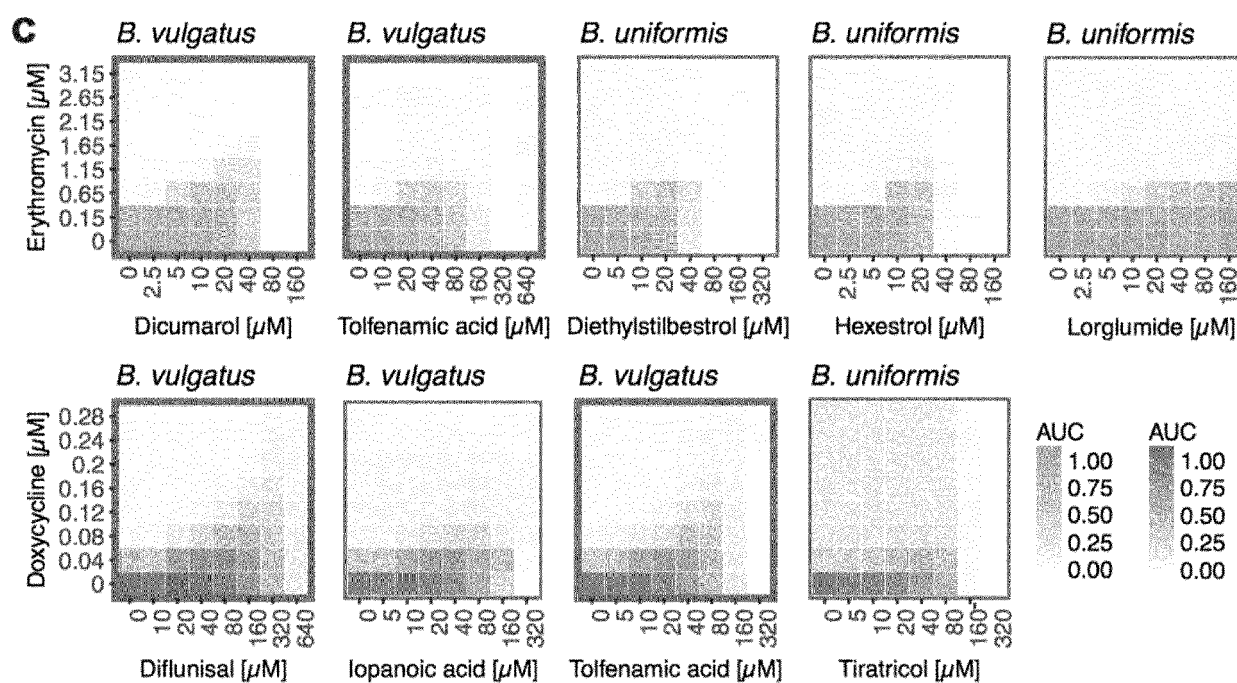 C
B. vulgatus B. vulgatus B. uniformis B. uniformis B. uniformis
Erythromycin [µM]
3.15
2.65
2.15
1.65
1.15
0.65
0.15
0
0 2.5 5 10 20 40 80 160
0 10 20 40 80 160 320 640
0 5 10 20 40 80 160 320
0 2.5 5 10 20 40 80 160
0 2.5 5 10 20 40 80 160
Dicumarol [µM] Tolfenamic acid [µM] Diethylstilbestrol [µM] Hexestrol [µM] Lorglumide [µM]
B. vulgatus B. vulgatus B. vulgatus B. uniformis
Doxycycline [µM]
0.28
0.24
0.2
0.16
0.12
0.08
0.04
0
0 10 20 40 80 160 320 640
0 5 10 20 40 80 160 320
0 5 10 20 40 80 160 320
0 5 10 20 40 80 160 320
Diflunisal [µM] Iopanoic acid [µM] Tolfenamic acid [µM] Tiratricol [µM]
AUC AUC
1.00 1.00
0.75 0.75
0.50 0.50
0.25 0.25
0.00 0.00